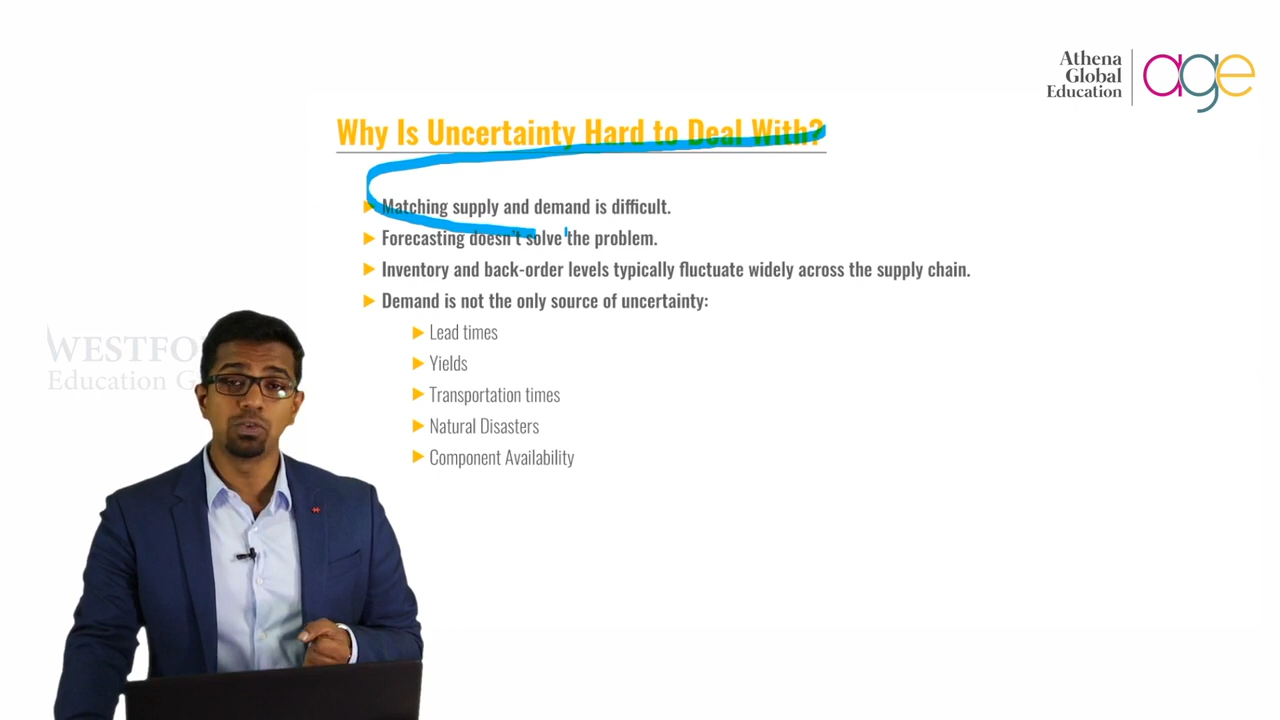 Athena
Global
Education
age
Why Is Uncertainty Hard to Deal With?
Matching supply and demand is difficult.
Forecasting doesn't solve the problem.
Inventory and back-order levels typically fluctuate widely across the supply chain.
Demand is not the only source of uncertainty:
Lead times
WESTFO
Yields
Education G
Transportation times
Natural Disasters
Component Availability